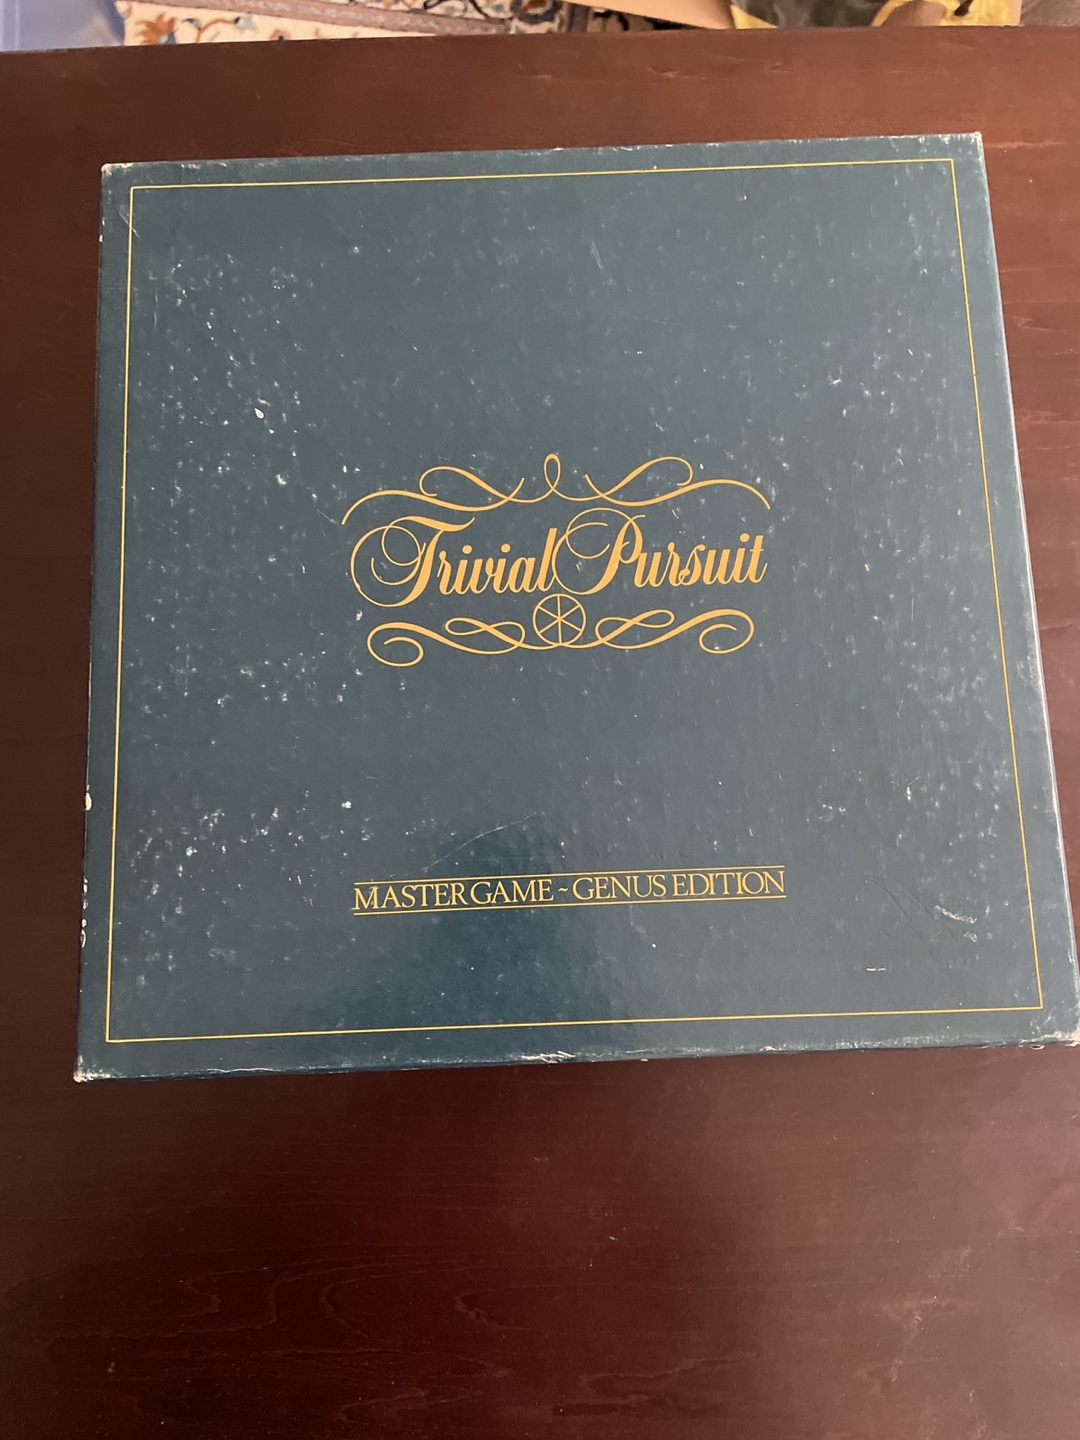 Trivial Pursuit
MASTER GAME ~ GENUS EDITION